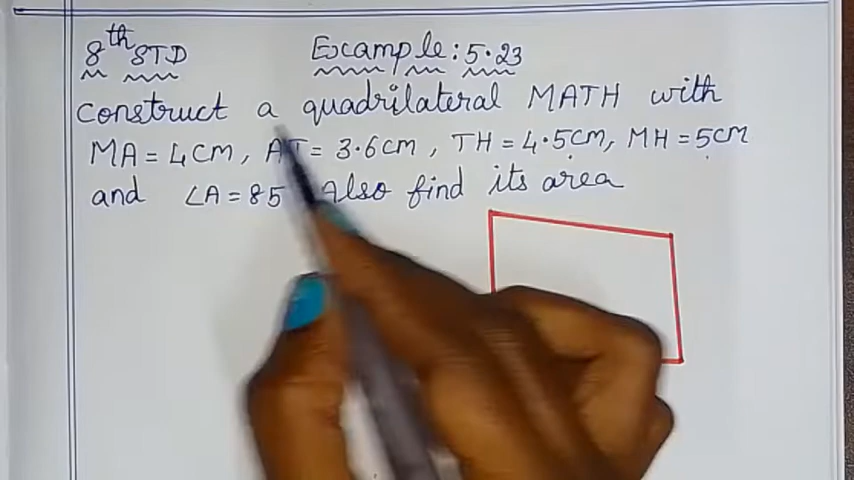 8th STD Example: 5.23
Construct a quadrilateral MATH with
MA = 4cm, AT = 3.6cm, TH = 4.5cm, MH = 5cm
and ∠A = 85 Also find its area